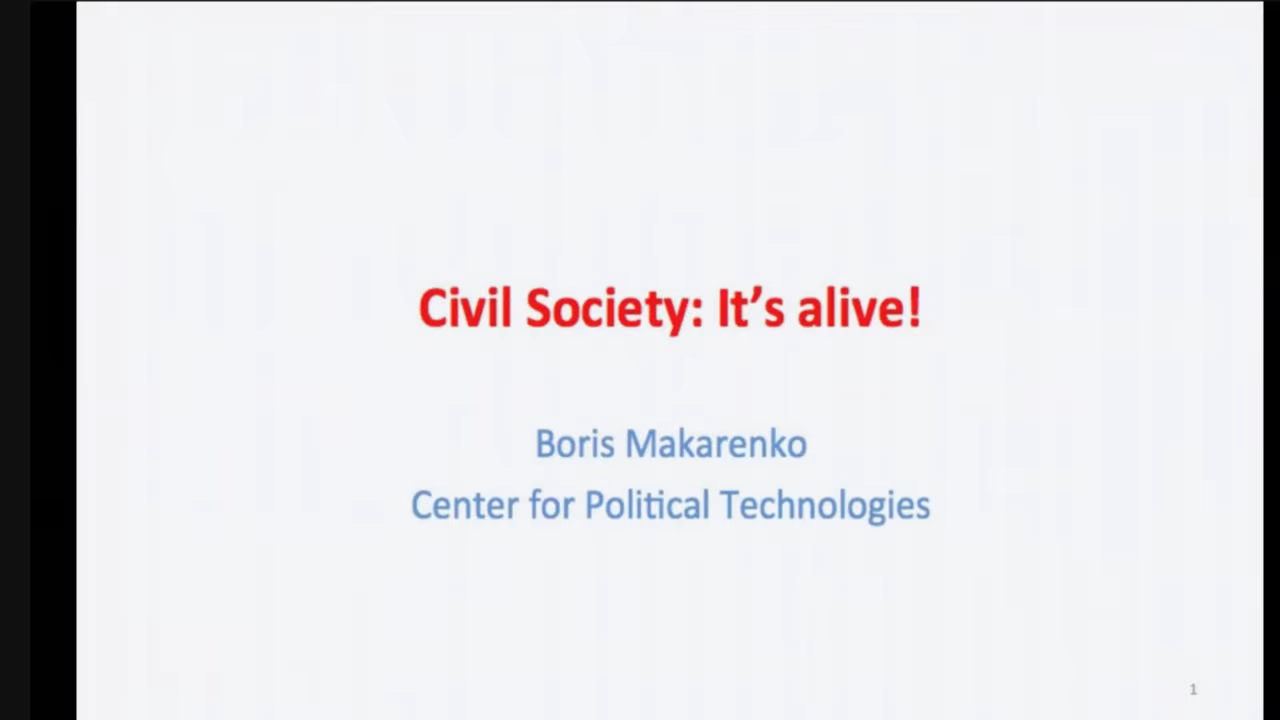 Civil Society: It’s alive!
Boris Makarenko
Center for Political Technologies
1